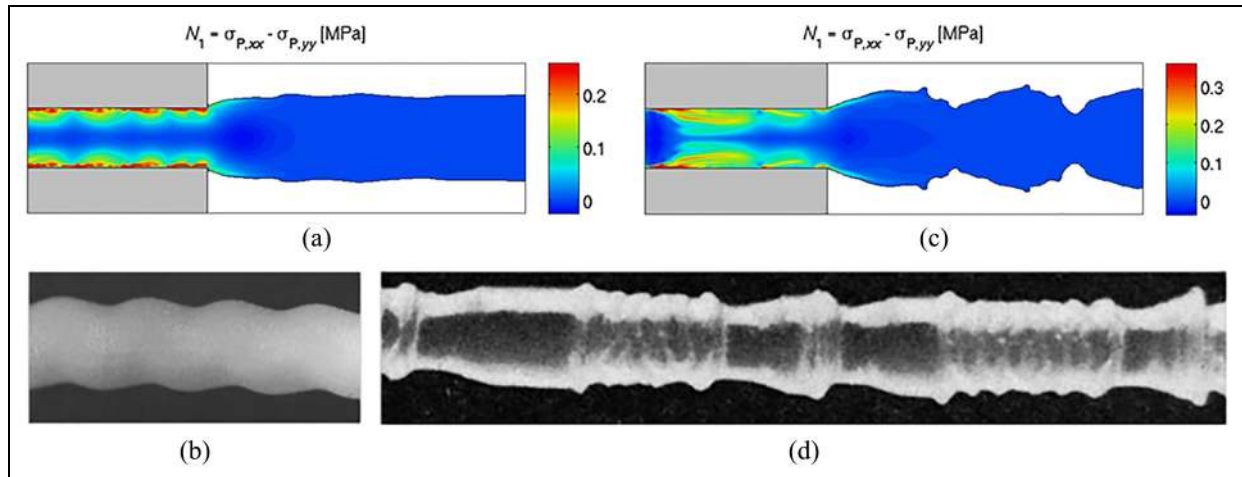 N₁ = σP,xx - σP,yy [MPa]
0.2
0.1
0
(a)
N₁ = σP,xx - σP,yy [MPa]
0.3
0.2
0.1
0
(c)
(b)
(d)